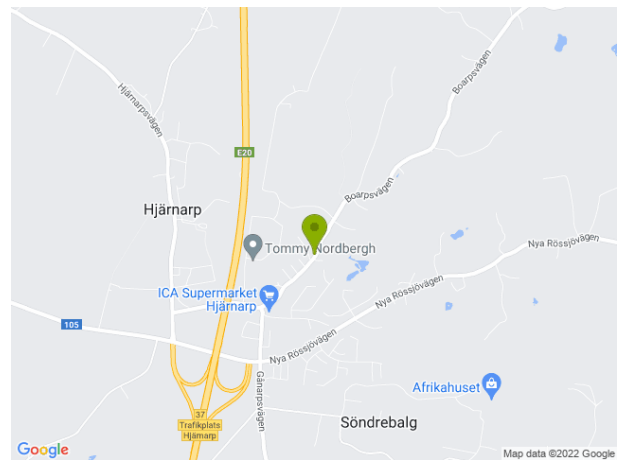 Hjärnarpsvägen
Boarpsvägen
E20
Boarpsvägen
Hjärnarp
Tommy Nordbergh
Nya Rössjövägen
ICA Supermarket
Hjärnarp
Nya Rössjövägen
105
Nya Rössjövägen
Gånarpsvägen
Afrikahuset
37
Trafikplats
Hjärnarp
Söndrebalg
Google
Map data ©2022 Google